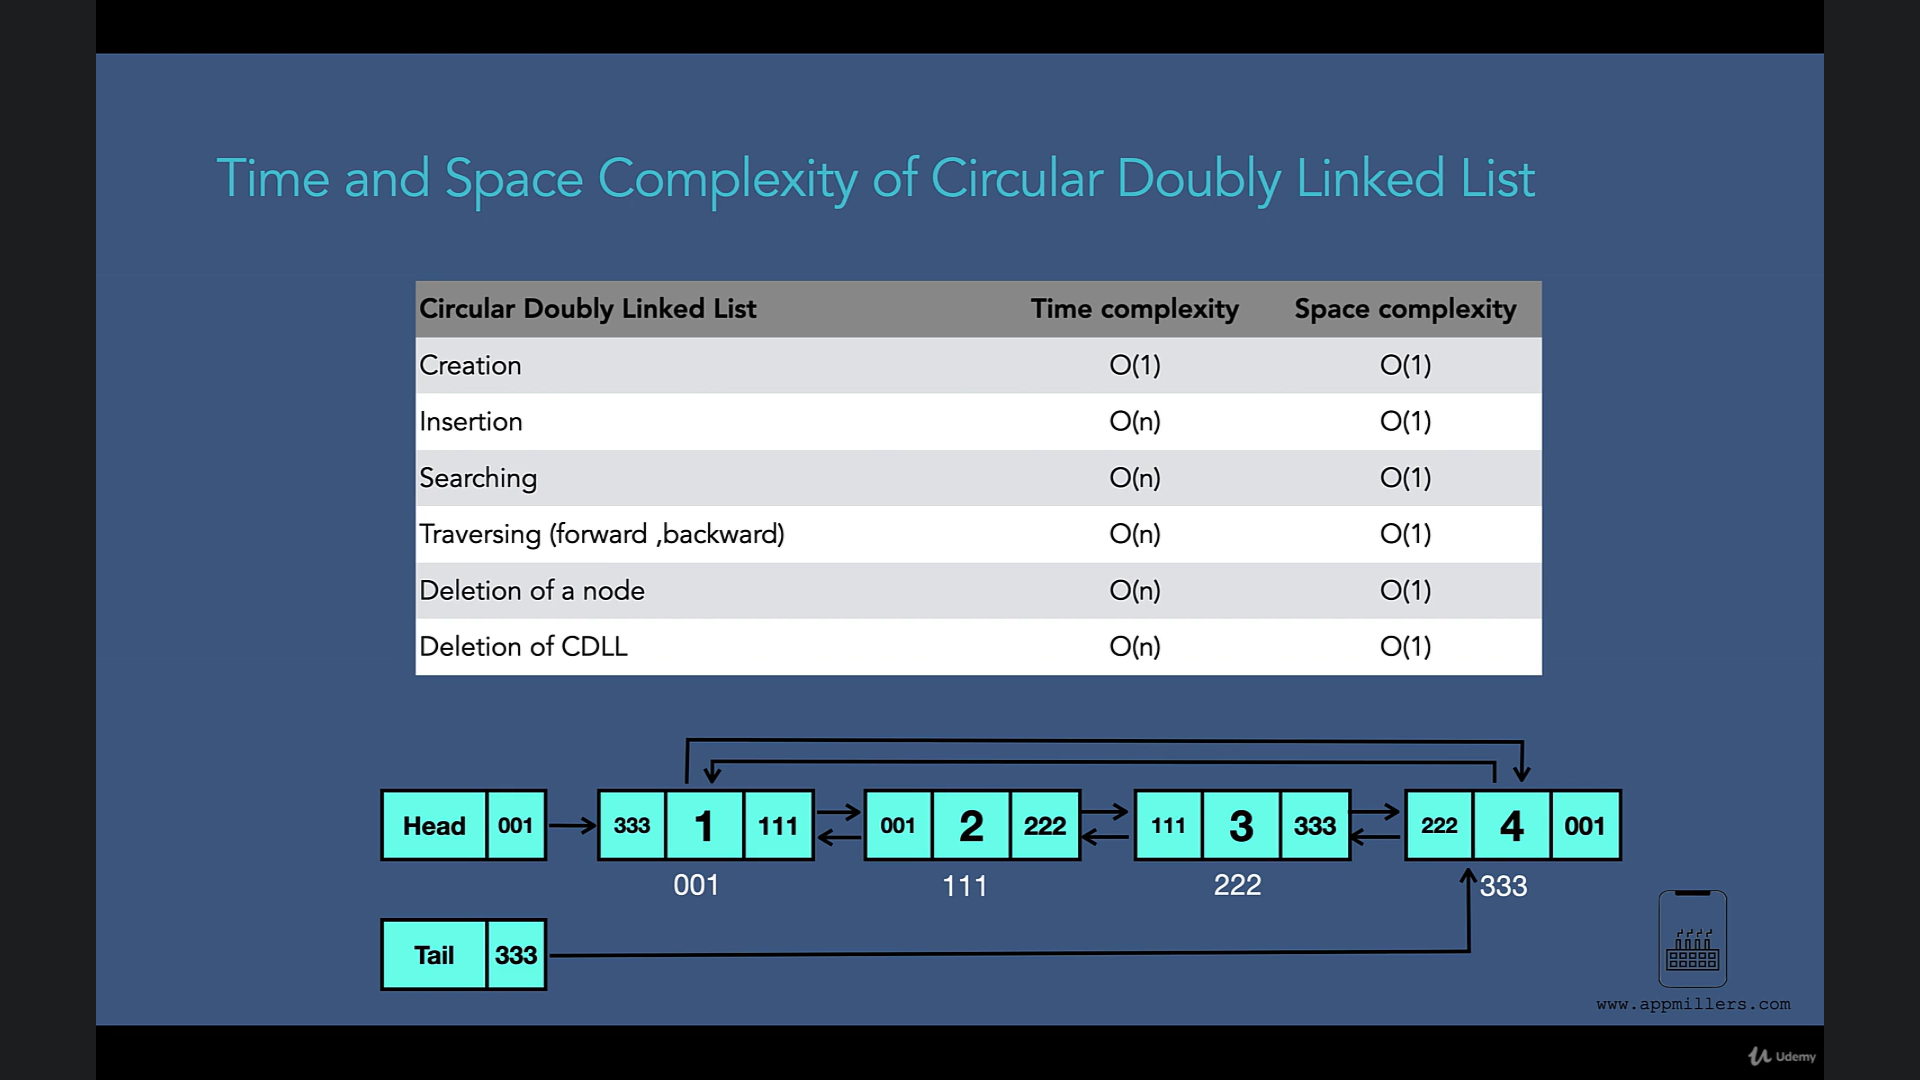 Time and Space Complexity of Circular Doubly Linked List
Circular Doubly Linked List Time complexity Space complexity
Creation O(1) O(1)
Insertion O(n) O(1)
Searching O(n) O(1)
Traversing (forward ,backward) O(n) O(1)
Deletion of a node O(n) O(1)
Deletion of CDLL O(n) O(1)
Head 001 333 1 111 001 2 222 111 3 333 222 4 001
001 111 222 333
Tail 333
www.appmillers.com
Udemy